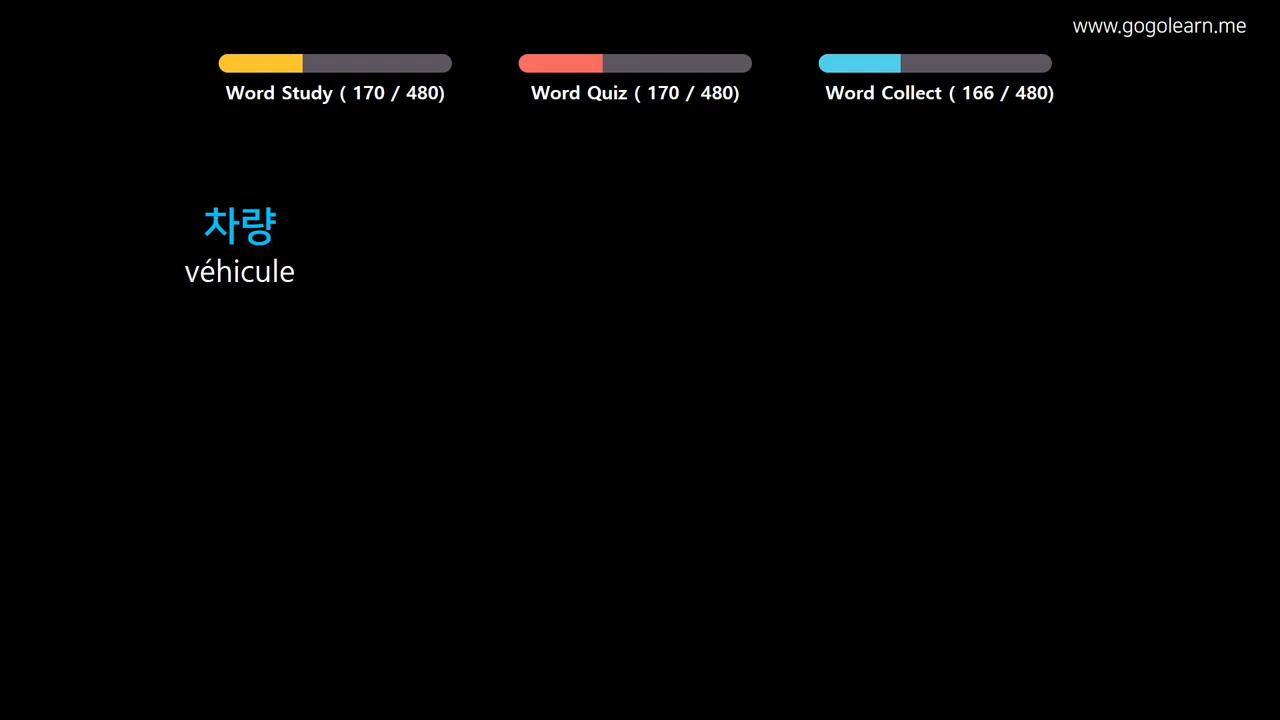 www.gogolearn.me
Word Study ( 170 / 480)
Word Quiz ( 170 / 480)
Word Collect ( 166 / 480)
차량
véhicule